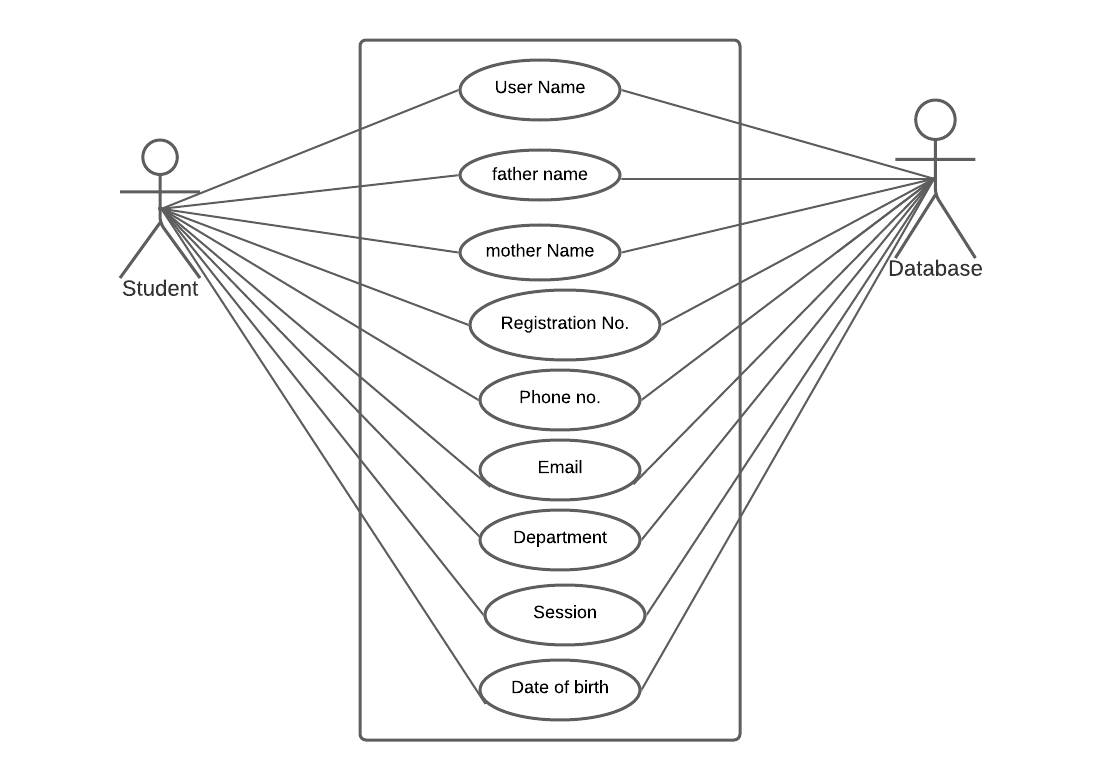 User Name
father name
mother Name
Registration No.
Phone no.
Email
Department
Session
Date of birth
Student
Database